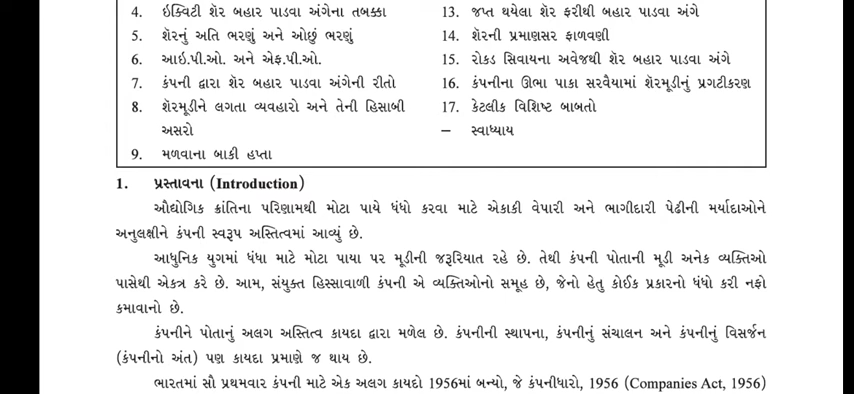 4. ઇક્વિટી શૅર બહાર પાડવા અંગેના તબક્કા
5. શૅરનું અતિ ભરણું અને ઓછું ભરણું
6. આઇ.પી.ઓ. અને એફ.પી.ઓ.
7. કંપની દ્વારા શૅર બહાર પાડવા અંગેની રીતો
8. શૅરમૂડીને લગતા વ્યવહારો અને તેની હિસાબી
અસરો
9. મળવાના બાકી હપ્તા
13. જપ્ત થયેલા શૅર ફરીથી બહાર પાડવા અંગે
14. શૅરની પ્રમાણસર ફાળવણી
15. રોકડ સિવાયના અવેજથી શૅર બહાર પાડવા અંગે
16. કંપનીના ઊભા પાકા સરવૈયામાં શૅરમૂડીનું પ્રગટીકરણ
17. કેટલીક વિશિષ્ટ બાબતો
– સ્વાધ્યાય
1. પ્રસ્તાવના (Introduction)
ઔદ્યોગિક ક્રાંતિના પરિણામથી મોટા પાયે ધંધો કરવા માટે એકાકી વેપારી અને ભાગીદારી પેઢીની મર્યાદાઓને
અનુલક્ષીને કંપની સ્વરૂપ અસ્તિત્વમાં આવ્યું છે.
આધુનિક યુગમાં ધંધા માટે મોટા પાયા પર મૂડીની જરૂરિયાત રહે છે. તેથી કંપની પોતાની મૂડી અનેક વ્યક્તિઓ
પાસેથી એકત્ર કરે છે. આમ, સંયુક્ત હિસ્સાવાળી કંપની એ વ્યક્તિઓનો સમૂહ છે, જેનો હેતુ કોઈક પ્રકારનો ધંધો કરી નફો
કમાવાનો છે.
કંપનીને પોતાનું અલગ અસ્તિત્વ કાયદા દ્વારા મળેલ છે. કંપનીની સ્થાપના, કંપનીનું સંચાલન અને કંપનીનું વિસર્જન
(કંપનીનો અંત) પણ કાયદા પ્રમાણે જ થાય છે.
ભારતમાં સૌ પ્રથમવાર કંપની માટે એક અલગ કાયદો 1956માં બન્યો, જે કંપનીધારો, 1956 (Companies Act, 1956)